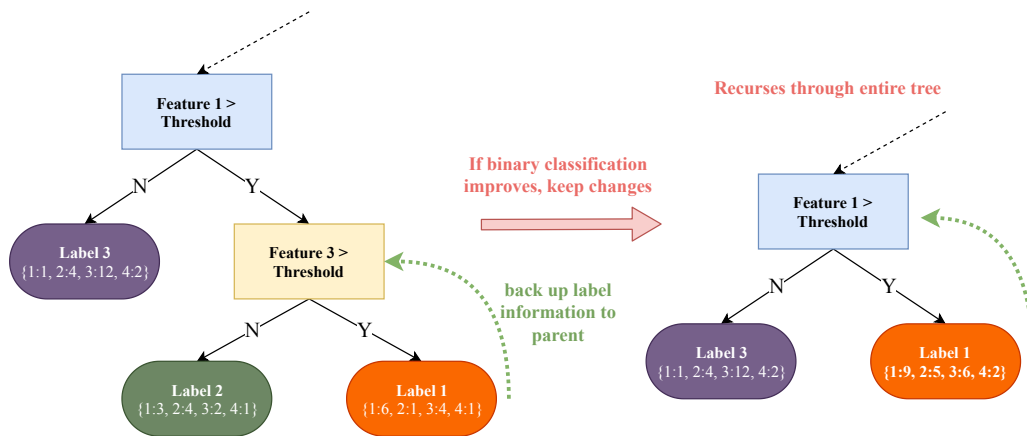 Feature 1 >
Threshold
N
Y
Label 3
{1:1, 2:4, 3:12, 4:2}
Feature 3 >
Threshold
N
Y
Label 2
{1:3, 2:4, 3:2, 4:1}
Label 1
{1:6, 2:1, 3:4, 4:1}
back up label
information to
parent
If binary classification
improves, keep changes
Recurses through entire tree
Feature 1 >
Threshold
N
Y
Label 3
{1:1, 2:4, 3:12, 4:2}
Label 1
{1:9, 2:5, 3:6, 4:2}